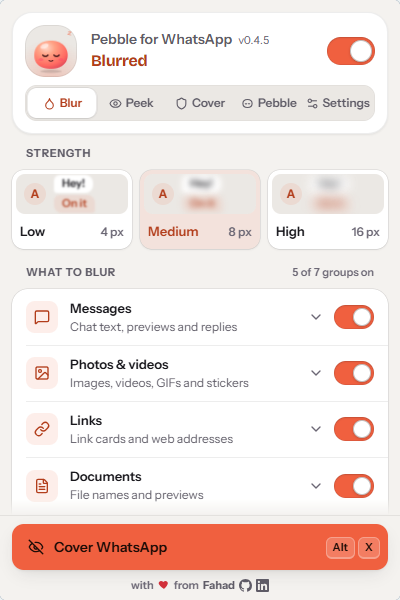 Pebble for WhatsApp v0.4.5
Blurred
Blur Peek Cover Pebble Settings
STRENGTH
A Hey! On it
A Hey! On it
A
Low 4 px
Medium 8 px
High 16 px
WHAT TO BLUR 5 of 7 groups on
Messages
Chat text, previews and replies
Photos & videos
Images, videos, GIFs and stickers
Links
Link cards and web addresses
Documents
File names and previews
Cover WhatsApp Alt X
with from Fahad